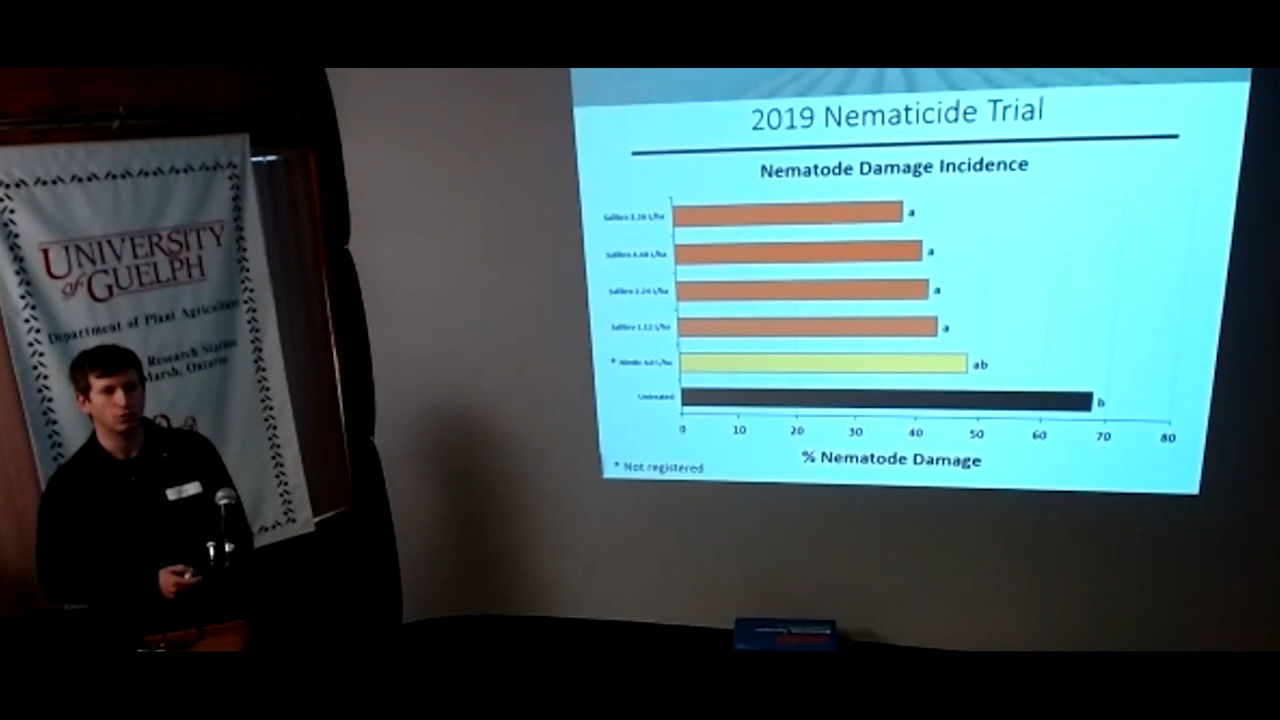 UNIVERSITY
of GUELPH
Department of Plant Agriculture
Research Station
Marsh, Ontario
2019 Nematicide Trial
Nematode Damage Incidence
a
a
a
a
ab
Untreated b
0 10 20 30 40 50 60 70 80
% Nematode Damage
* Not registered